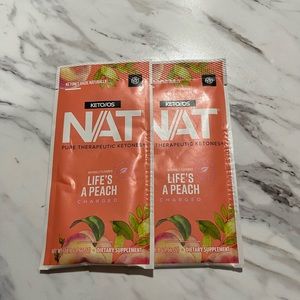 KETO//OS
NAT
PURE THERAPEUTIC KETONES
LIFE'S
A PEACH
CHARGED
DIETARY SUPPLEMENT
KETO//OS
NAT
PURE THERAPEUTIC KETONES
LIFE'S
A PEACH
CHARGED
DIETARY SUPPLEMENT